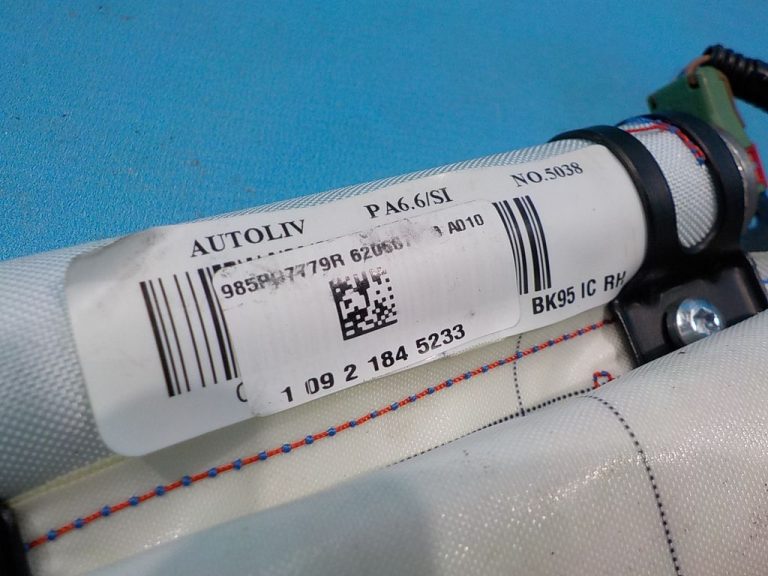 AUTOLIV PA6.6/SI NO.5038
A010
BK95 IC RH
1 09 2 184 5233